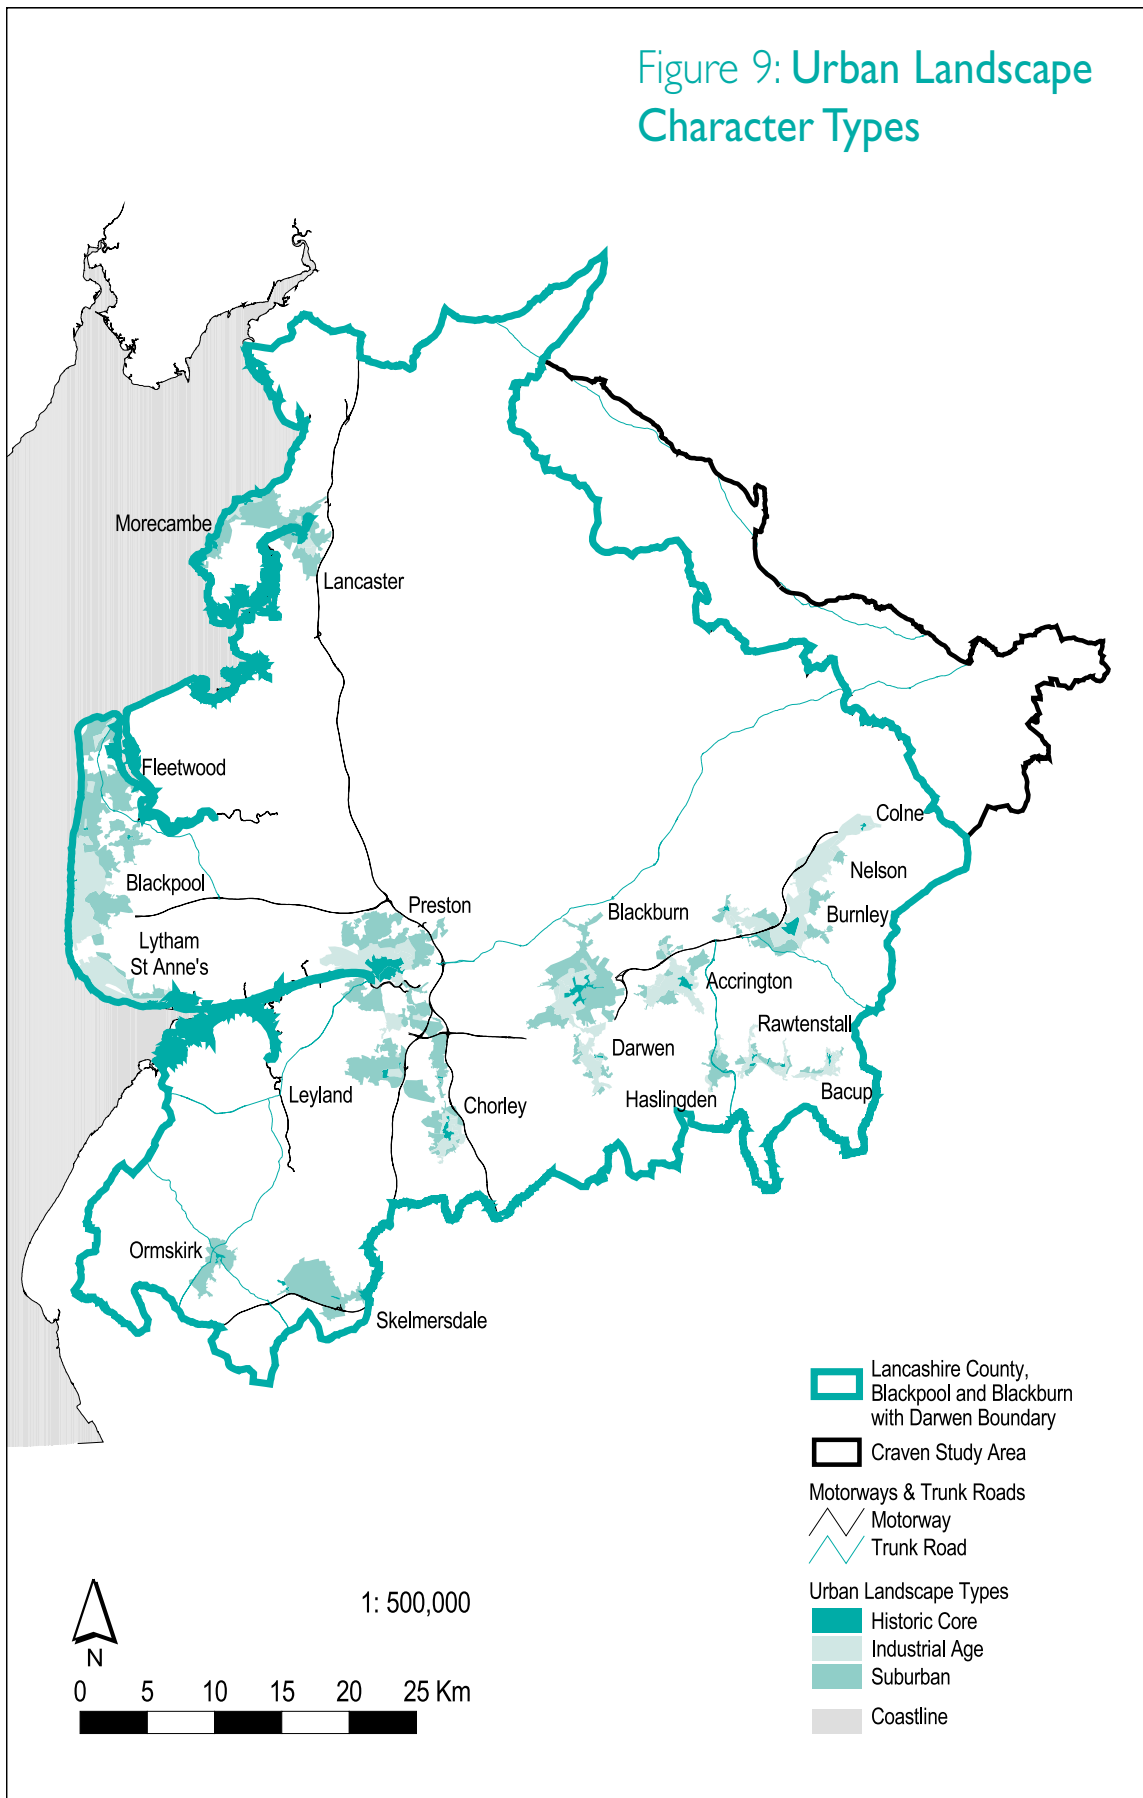 Figure 9: Urban Landscape
Character Types
Morecambe
Lancaster
Fleetwood
Colne
Nelson
Blackpool
Preston
Blackburn
Burnley
Lytham
St Anne's
Accrington
Rawtenstall
Darwen
Leyland
Haslingden
Bacup
Chorley
Ormskirk
Skelmersdale
Lancashire County,
Blackpool and Blackburn
with Darwen Boundary
Craven Study Area
Motorways & Trunk Roads
Motorway
Trunk Road
Urban Landscape Types
Historic Core
Industrial Age
Suburban
Coastline
1: 500,000
N
0 5 10 15 20 25 Km